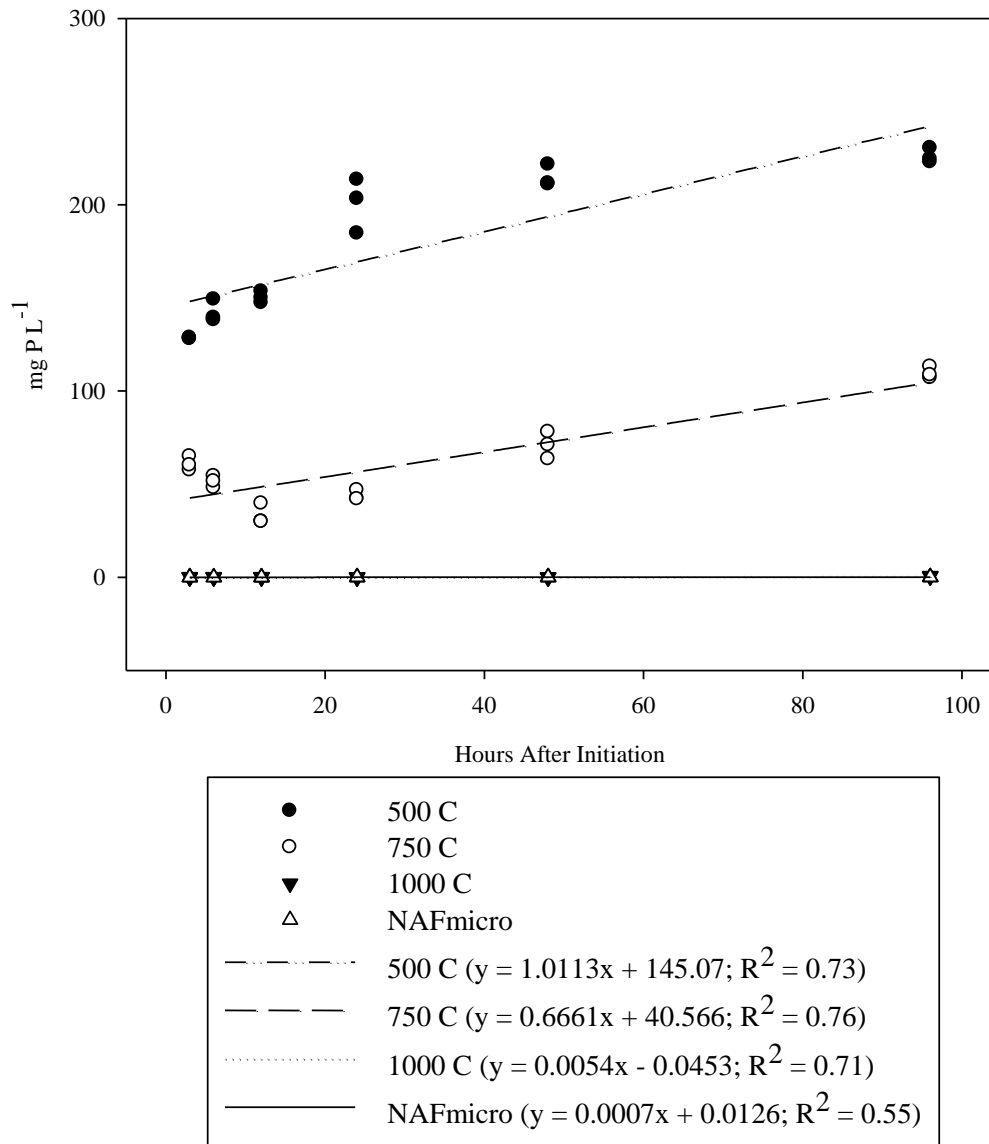 300
200
100
0
mg P L-1
0 20 40 60 80 100
Hours After Initiation
500 C
750 C
1000 C
NAFmicro
500 C (y = 1.0113x + 145.07; R2 = 0.73)
750 C (y = 0.6661x + 40.566; R2 = 0.76)
1000 C (y = 0.0054x - 0.0453; R2 = 0.71)
NAFmicro (y = 0.0007x + 0.0126; R2 = 0.55)